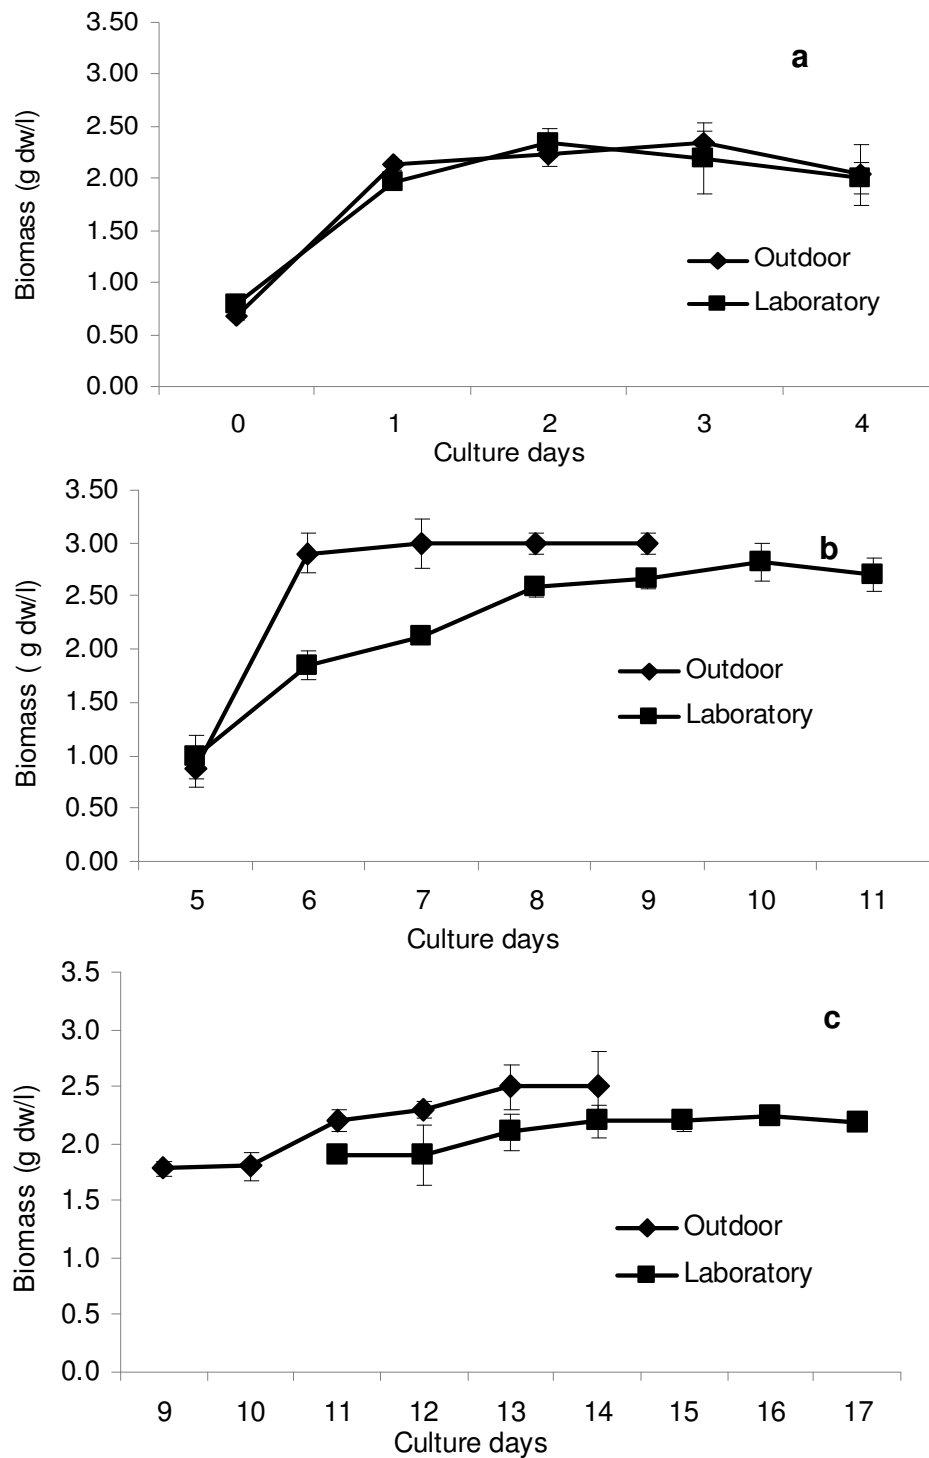 3.50
a
3.00
2.50
2.00
1.50
1.00
0.50
0.00
Biomass (g dw/l)
Outdoor
Laboratory
0 1 2 3 4
Culture days
3.50
b
3.00
2.50
2.00
1.50
1.00
0.50
0.00
Biomass ( g dw/l)
Outdoor
Laboratory
5 6 7 8 9 10 11
Culture days
3.5
c
3.0
2.5
2.0
1.5
1.0
0.5
0.0
Biomass (g dw/l)
Outdoor
Laboratory
9 10 11 12 13 14 15 16 17
Culture days